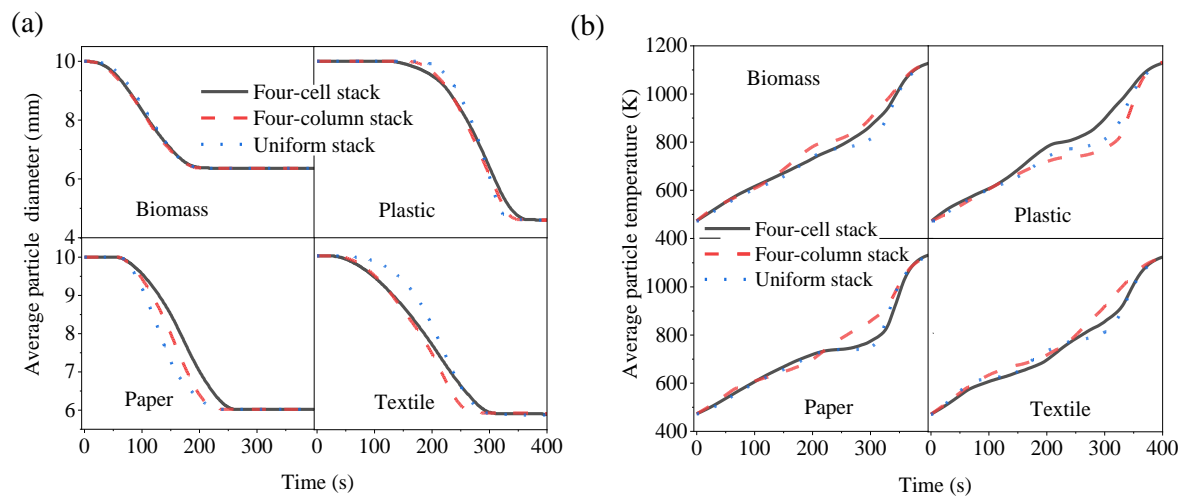 (a)
(b)
Average particle diameter (mm)
10
8
6
4
Four-cell stack
Four-column stack
Uniform stack
Biomass
Plastic
10
9
8
7
6
Paper
Textile
0 100 200 300 0 100 200 300 400
Time (s)
Average particle temperature (K)
1200
1000
800
600
400
Biomass
Plastic
Four-cell stack
Four-column stack
Uniform stack
1000
800
600
400
Paper
Textile
0 100 200 300 0 100 200 300 400
Time (s)